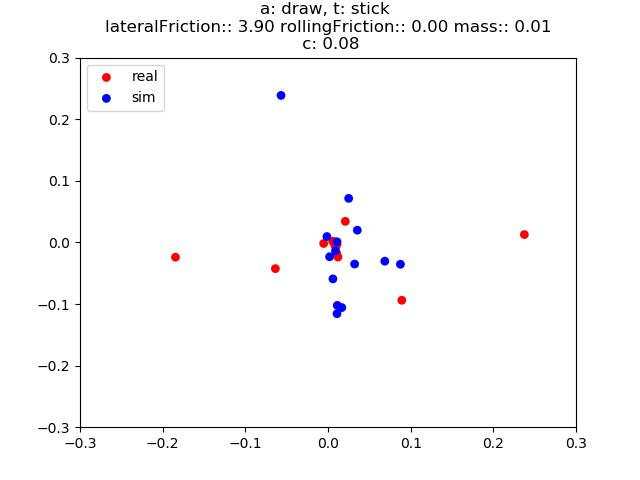 a: draw, t: stick
lateralFriction:: 3.90 rollingFriction:: 0.00 mass:: 0.01
c: 0.08
real
sim
0.3
0.2
0.1
0.0
−0.1
−0.2
−0.3
−0.3 −0.2 −0.1 0.0 0.1 0.2 0.3